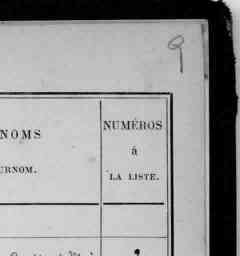 9
NOMS
NUMÉROS
á
URNOM.
LA LISTE.